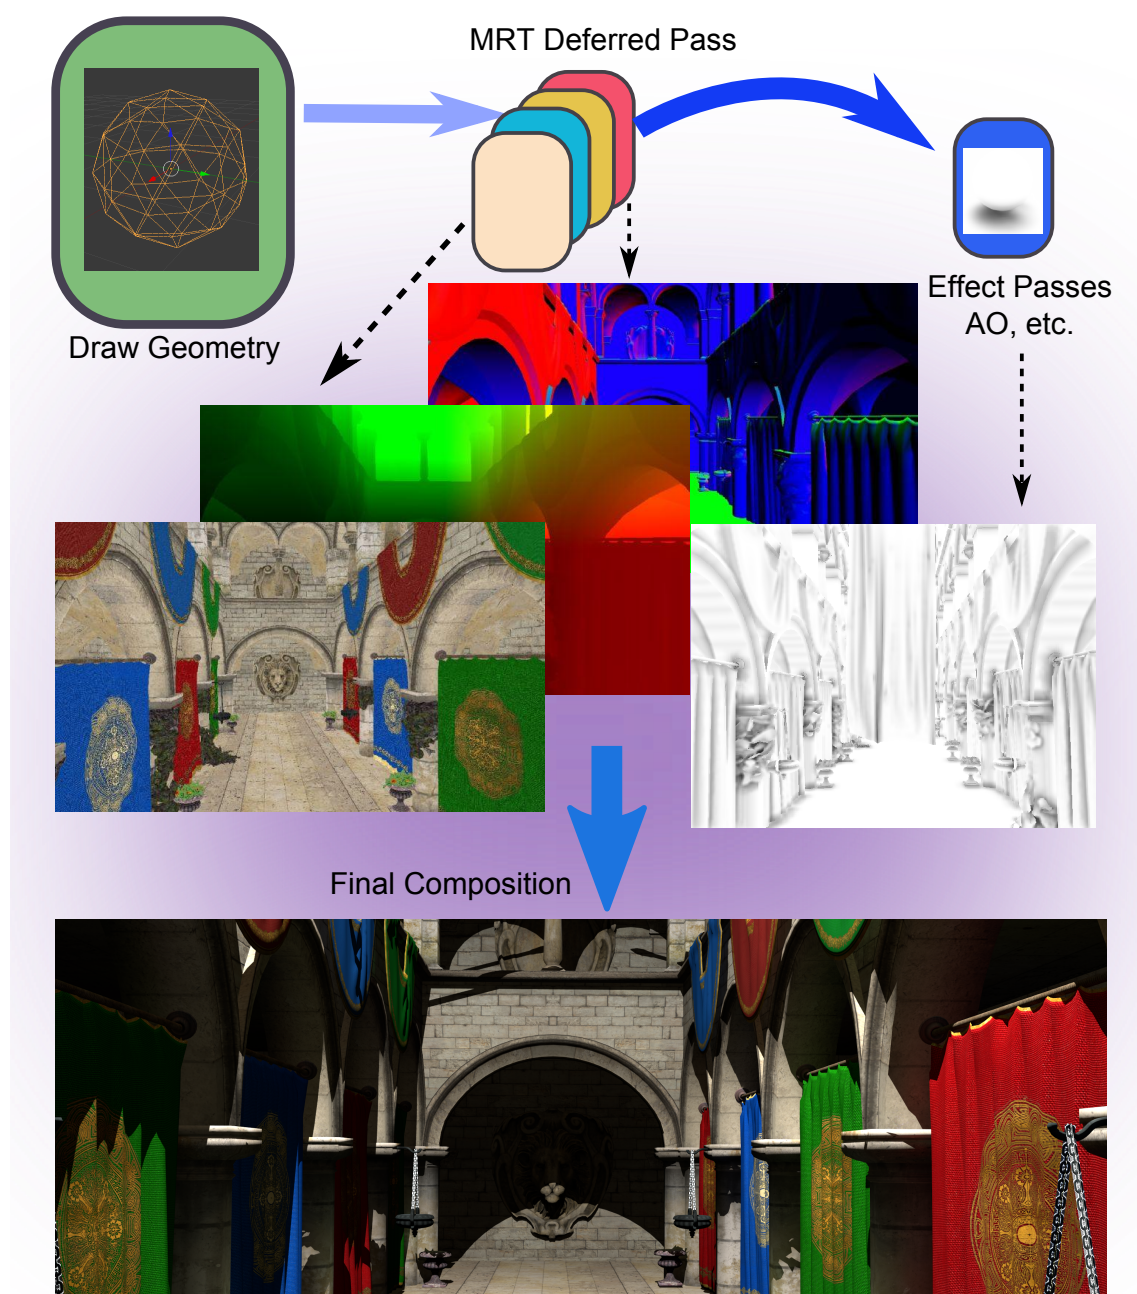 MRT Deferred Pass
Draw Geometry
Effect Passes
AO, etc.
Final Composition